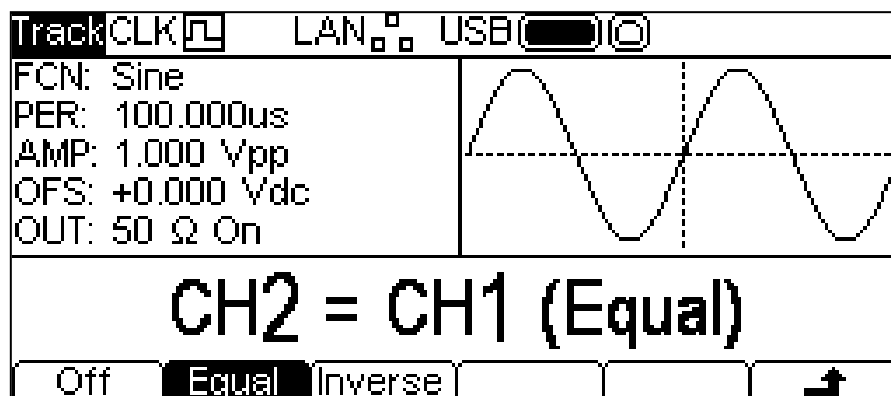 Track CLK LAN USB
FCN: Sine
PER: 100.000us
AMP: 1.000 Vpp
OFS: +0.000 Vdc
OUT: 50 Ω On
CH2 = CH1 (Equal)
Off Equal Inverse